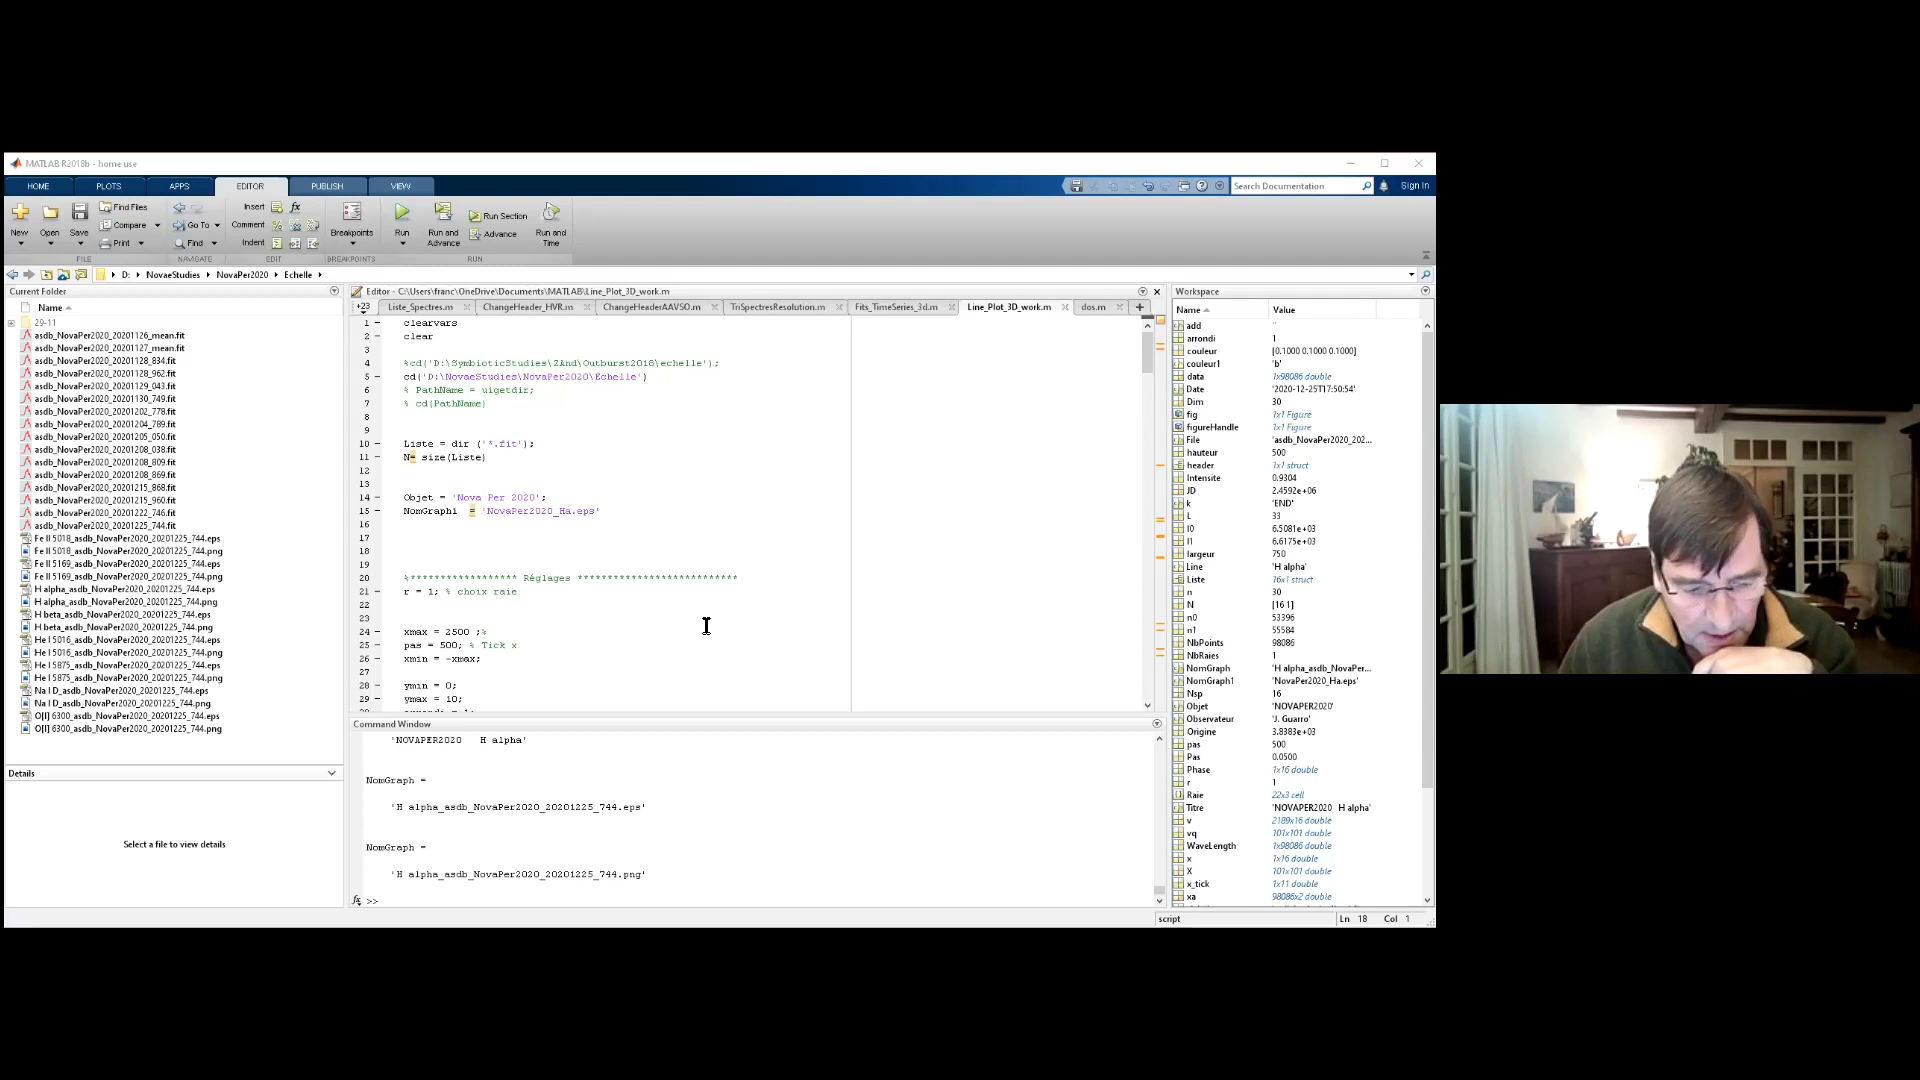 MATLAB R2018b - home use
HOME PLOTS APPS EDITOR PUBLISH VIEW
Search Documentation
Sign In
New Open Save
Find Files
Compare
Print
Go To
Find
Insert
Comment
Indent
Breakpoints
Run
Run and Advance
Run Section
Advance
Run and Time
FILE NAVIGATE EDIT BREAKPOINTS RUN
D: NovaeStudies NovaPer2020 Echelle
Current Folder
Name
29-11
asdb_NovaPer2020_20201126_mean.fit
asdb_NovaPer2020_20201127_mean.fit
asdb_NovaPer2020_20201128_834.fit
asdb_NovaPer2020_20201128_962.fit
asdb_NovaPer2020_20201129_043.fit
asdb_NovaPer2020_20201130_749.fit
asdb_NovaPer2020_20201202_778.fit
asdb_NovaPer2020_20201204_789.fit
asdb_NovaPer2020_20201205_050.fit
asdb_NovaPer2020_20201208_038.fit
asdb_NovaPer2020_20201208_809.fit
asdb_NovaPer2020_20201208_869.fit
asdb_NovaPer2020_20201215_868.fit
asdb_NovaPer2020_20201215_960.fit
asdb_NovaPer2020_20201222_746.fit
asdb_NovaPer2020_20201225_744.fit
Fe II 5018_asdb_NovaPer2020_20201225_744.eps
Fe II 5018_asdb_NovaPer2020_20201225_744.png
Fe II 5169_asdb_NovaPer2020_20201225_744.eps
Fe II 5169_asdb_NovaPer2020_20201225_744.png
H alpha_asdb_NovaPer2020_20201225_744.eps
H alpha_asdb_NovaPer2020_20201225_744.png
H beta_asdb_NovaPer2020_20201225_744.eps
H beta_asdb_NovaPer2020_20201225_744.png
He I 5016_asdb_NovaPer2020_20201225_744.eps
He I 5016_asdb_NovaPer2020_20201225_744.png
He I 5875_asdb_NovaPer2020_20201225_744.eps
He I 5875_asdb_NovaPer2020_20201225_744.png
Na I D_asdb_NovaPer2020_20201225_744.eps
Na I D_asdb_NovaPer2020_20201225_744.png
O[I] 6300_asdb_NovaPer2020_20201225_744.eps
O[I] 6300_asdb_NovaPer2020_20201225_744.png
Details
Select a file to view details
Editor - C:\Users\franc\OneDrive\Documents\MATLAB\Line_Plot_3D_work.m
+23 Liste_Spectres.m ChangeHeader_HVR.m ChangeHeaderAAVSO.m TriSpectresResolution.m Fits_TimeSeries_3d.m Line_Plot_3D_work.m dos.m
1 clearvars
2 clear
3
4 %cd('D:\SymbioticStudies\ZAnd\Outburst2018\echelle');
5 cd('D:\NovaeStudies\NovaPer2020\Echelle')
6 % PathName = uigetdir;
7 % cd(PathName)
8
9
10 Liste = dir ('*.fit');
11 N= size(Liste)
12
13
14 Objet = 'Nova Per 2020';
15 NomGraph1 = 'NovaPer2020_Ha.eps'
16
17
18
19
20 %****************** Réglages ***************************
21 r = 1; % choix raie
22
23
24 xmax = 2500 ;%
25 pas = 500; % Tick x
26 xmin = -xmax;
27
28 ymin = 0;
29 ymax = 10;
Command Window
'NOVAPER2020 H alpha'
NomGraph =
'H alpha_asdb_NovaPer2020_20201225_744.eps'
NomGraph =
'H alpha_asdb_NovaPer2020_20201225_744.png'
fx >>
Workspace
Name Value
add ''
arrondi 1
couleur [0.1000 0.1000 0.1000]
couleur1 'b'
data 1x98086 double
Date '2020-12-25T17:50:54'
Dim 30
fig 1x1 Figure
figureHandle 1x1 Figure
File 'asdb_NovaPer2020_202...
hauteur 500
header 1x1 struct
Intensite 0.9304
JD 2.4592e+06
k 'END'
L 33
l0 6.5081e+03
l1 6.6175e+03
largeur 750
Line 'H alpha'
Liste 16x1 struct
n 30
N [16 1]
n0 53396
n1 55584
NbPoints 98086
NbRaies 1
NomGraph 'H alpha_asdb_NovaPer...
NomGraph1 'NovaPer2020_Ha.eps'
Nsp 16
Objet 'NOVAPER2020'
Observateur 'J. Guarro'
Origine 3.8383e+03
pas 500
Pas 0.0500
Phase 1x16 double
r 1
Raie 22x3 cell
Titre 'NOVAPER2020 H alpha'
v 2189x16 double
vq 101x101 double
WaveLength 1x98086 double
x 1x16 double
X 101x101 double
x_tick 1x11 double
xa 98086x2 double
script Ln 18 Col 1